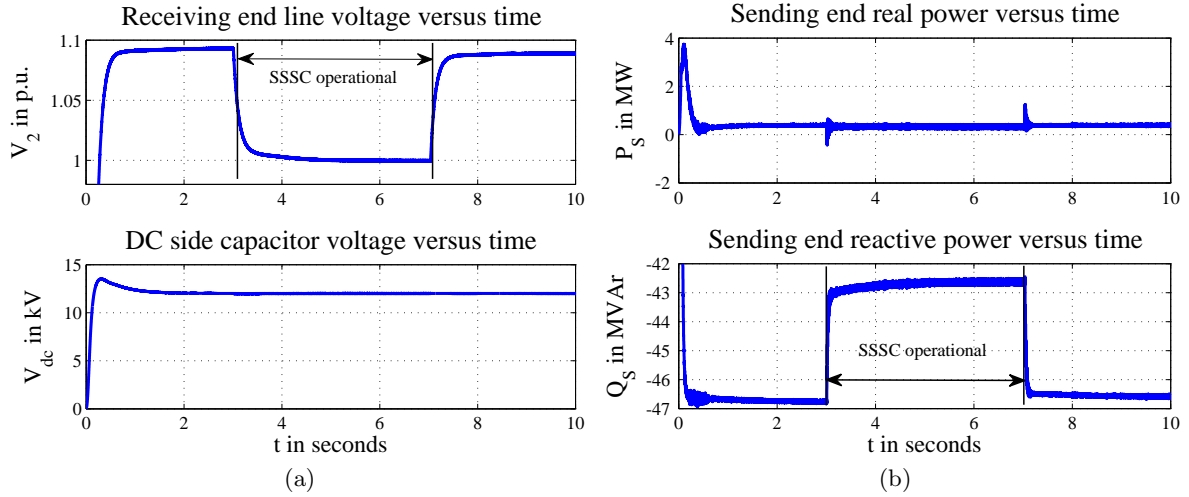 Receiving end line voltage versus time
1.1
1.05
1
V2 in p.u.
SSSC operational
0 2 4 6 8 10
DC side capacitor voltage versus time
15
10
5
0
Vdc in kV
0 2 4 6 8 10
t in seconds
(a)
Sending end real power versus time
4
2
0
-2
PS in MW
0 2 4 6 8 10
Sending end reactive power versus time
-42
-43
-44
-45
-46
-47
QS in MVAr
SSSC operational
0 2 4 6 8 10
t in seconds
(b)